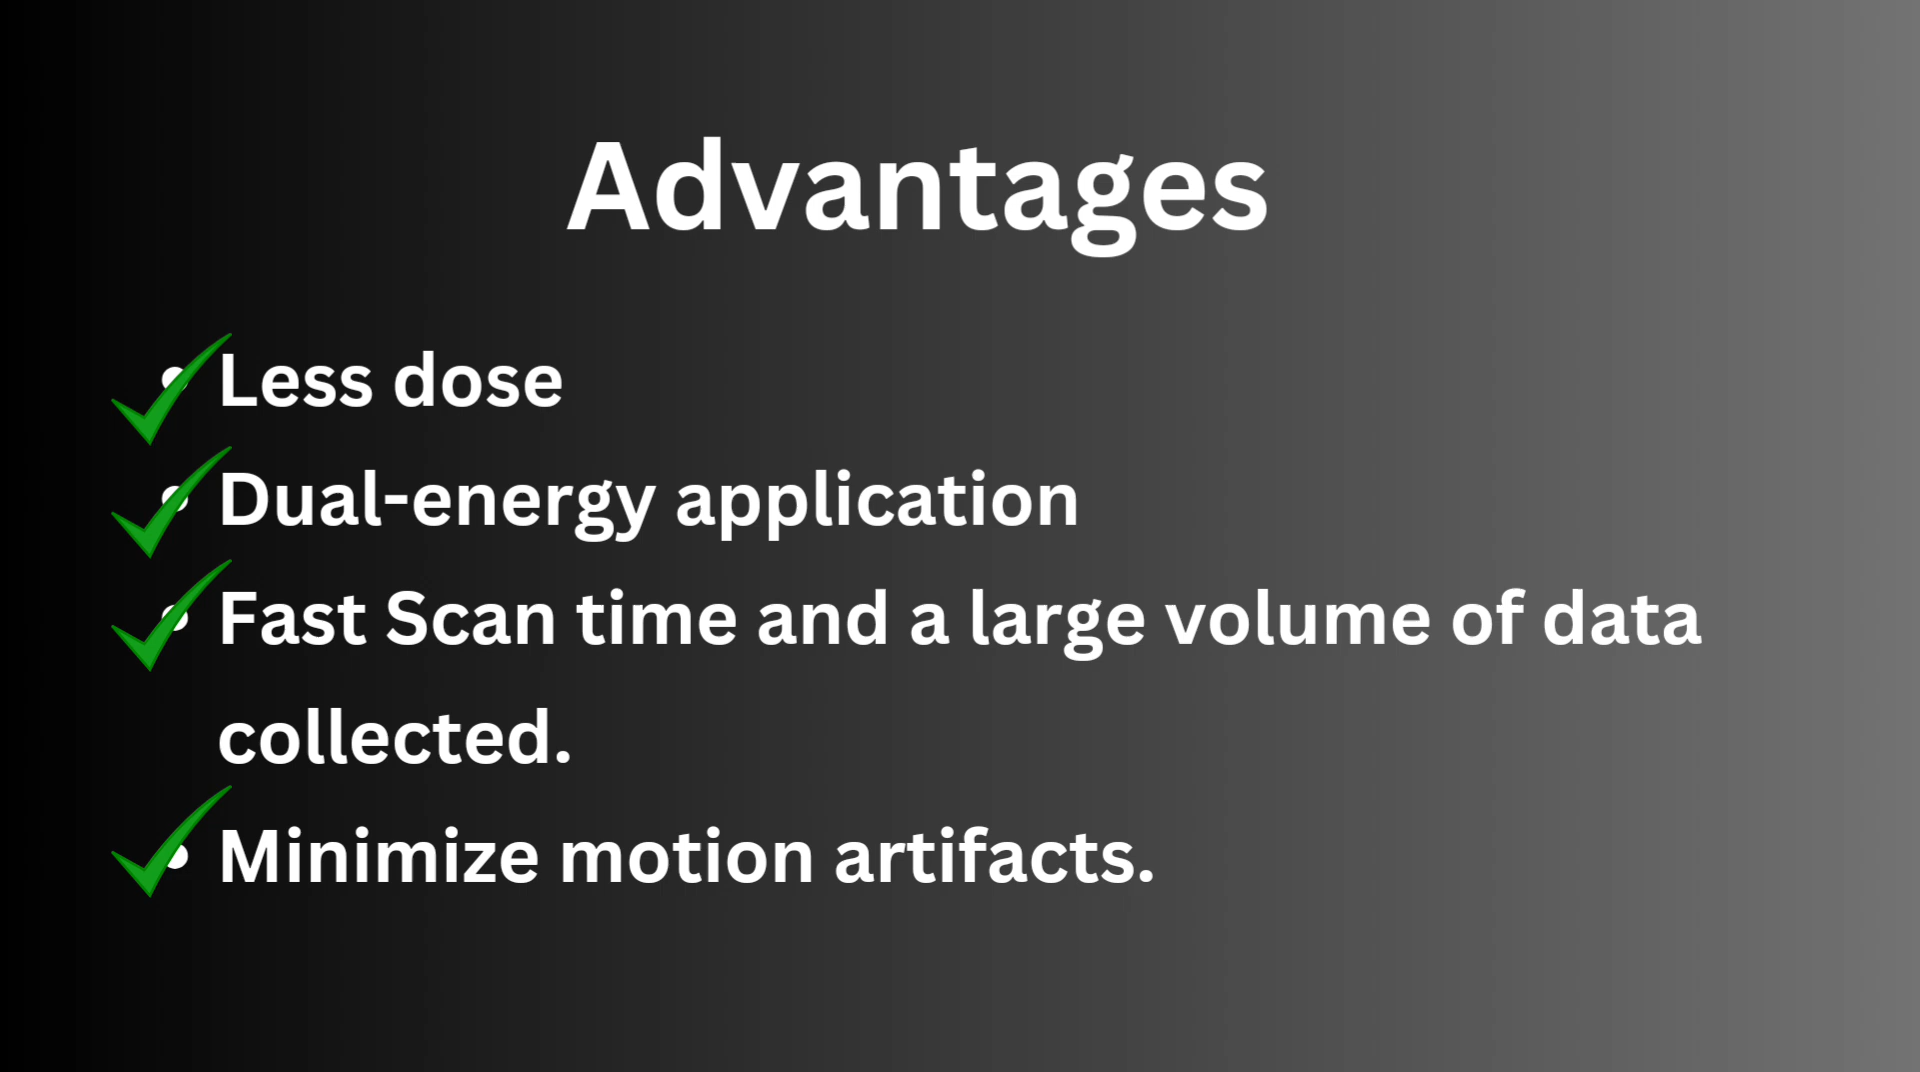 Advantages
Less dose
Dual-energy application
Fast Scan time and a large volume of data
collected.
Minimize motion artifacts.